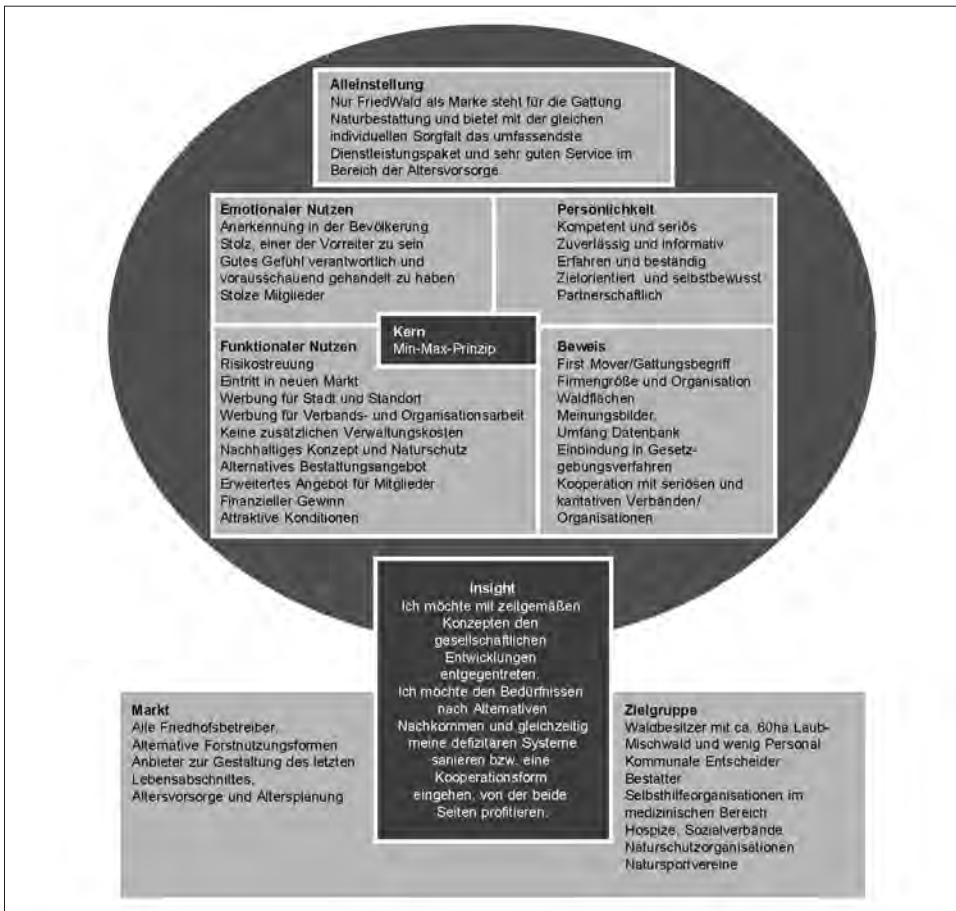 Alleinstellung
Nur FriedWald als Marke steht für die Gattung
Naturbestattung und bietet mit der gleichen
individuellen Sorgfalt das umfassendste
Dienstleistungspaket und sehr guten Service im
Bereich der Altersvorsorge.
Emotionaler Nutzen
Anerkennung in der Bevölkerung
Stolz, einer der Vorreiter zu sein
Gutes Gefühl verantwortlich und
vorausschauend gehandelt zu haben
Stolze Mitglieder
Persönlichkeit
Kompetent und seriös
Zuverlässig und informativ
Erfahren und beständig
Zielorientiert und selbstbewusst
Partnerschaftlich
Kern
Min-Max-Prinzip
Funktionaler Nutzen
Risikostreuung
Eintritt in neuen Markt
Werbung für Stadt und Standort
Werbung für Verbands- und Organisationsarbeit
Keine zusätzlichen Verwaltungskosten
Nachhaltiges Konzept und Naturschutz
Alternatives Bestattungsangebot
Erweitertes Angebot für Mitglieder
Finanzieller Gewinn
Attraktive Konditionen
Beweis
First Mover/Gattungsbegriff
Firmengröße und Organisation
Waldflächen
Meinungsbilder,
Umfang Datenbank
Einbindung in Gesetz-
gebungsverfahren
Kooperation mit seriösen und
karitativen Verbänden/
Organisationen
Insight
Ich möchte mit zeitgemäßen
Konzepten den
gesellschaftlichen
Entwicklungen
entgegentreten.
Ich möchte den Bedürfnissen
nach Alternativen
Nachkommen und gleichzeitig
meine defizitären Systeme
sanieren bzw. eine
Kooperationsform
eingehen, von der beide
Seiten profitieren.
Markt
Alle Friedhofsbetreiber,
Alternative Forstnutzungsformen
Anbieter zur Gestaltung des letzten
Lebensabschnittes,
Altersvorsorge und Altersplanung
Zielgruppe
Waldbesitzer mit ca. 60ha Laub-
Mischwald und wenig Personal
Kommunale Entscheider
Bestatter
Selbsthilfeorganisationen im
medizinischen Bereich
Hospize, Sozialverbände
Naturschutzorganisationen
Natursportvereine